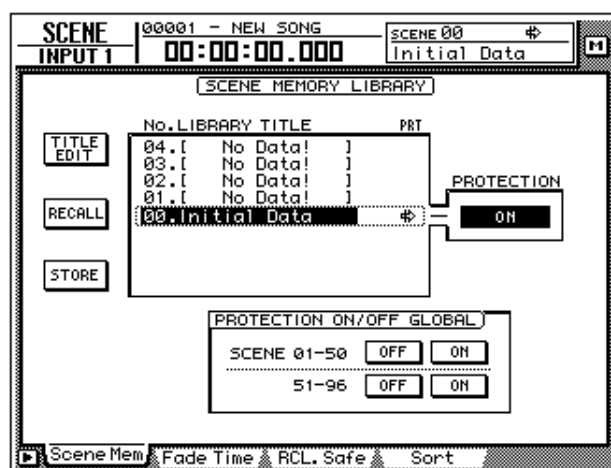 SCENE
INPUT 1
00001 - NEW SONG
00:00:00.000
SCENE 00
Initial Data
M
SCENE MEMORY LIBRARY
No. LIBRARY TITLE PRT
TITLE EDIT
04.[ No Data! ]
03.[ No Data! ]
02.[ No Data! ]
01.[ No Data! ]
00.Initial Data
RECALL
STORE
PROTECTION
ON
PROTECTION ON/OFF GLOBAL
SCENE 01-50 OFF ON
51-96 OFF ON
Scene Mem Fade Time RCL. Safe Sort